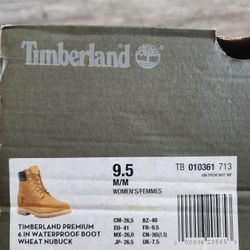 Timberland
9.5
M/M
WOMEN'S/FEMMES
TB 010361 713
CM-26,5 BZ-40
EU-41 FR-9.5
MX-26,0 CN-265(1.5)
JP-26.5 UK-7.5
TIMBERLAND PREMIUM
6 IN WATERPROOF BOOT
WHEAT NUBUCK